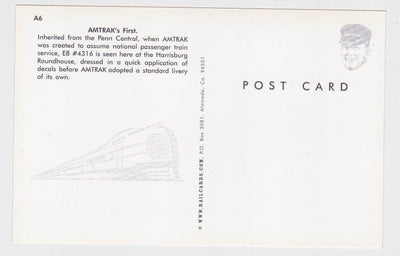 A6
AMTRAK's First.
Inherited from the Penn Central, when AMTRAK
was created to assume national passenger train
service, E8 #4316 is seen here at the Harrisburg
Roundhouse, dressed in a quick application of
decals before AMTRAK adopted a standard livery
of its own.
© WWW.RAILCARDS.COM, P.O. Box 3081, Alameda, Ca. 94501
POST CARD